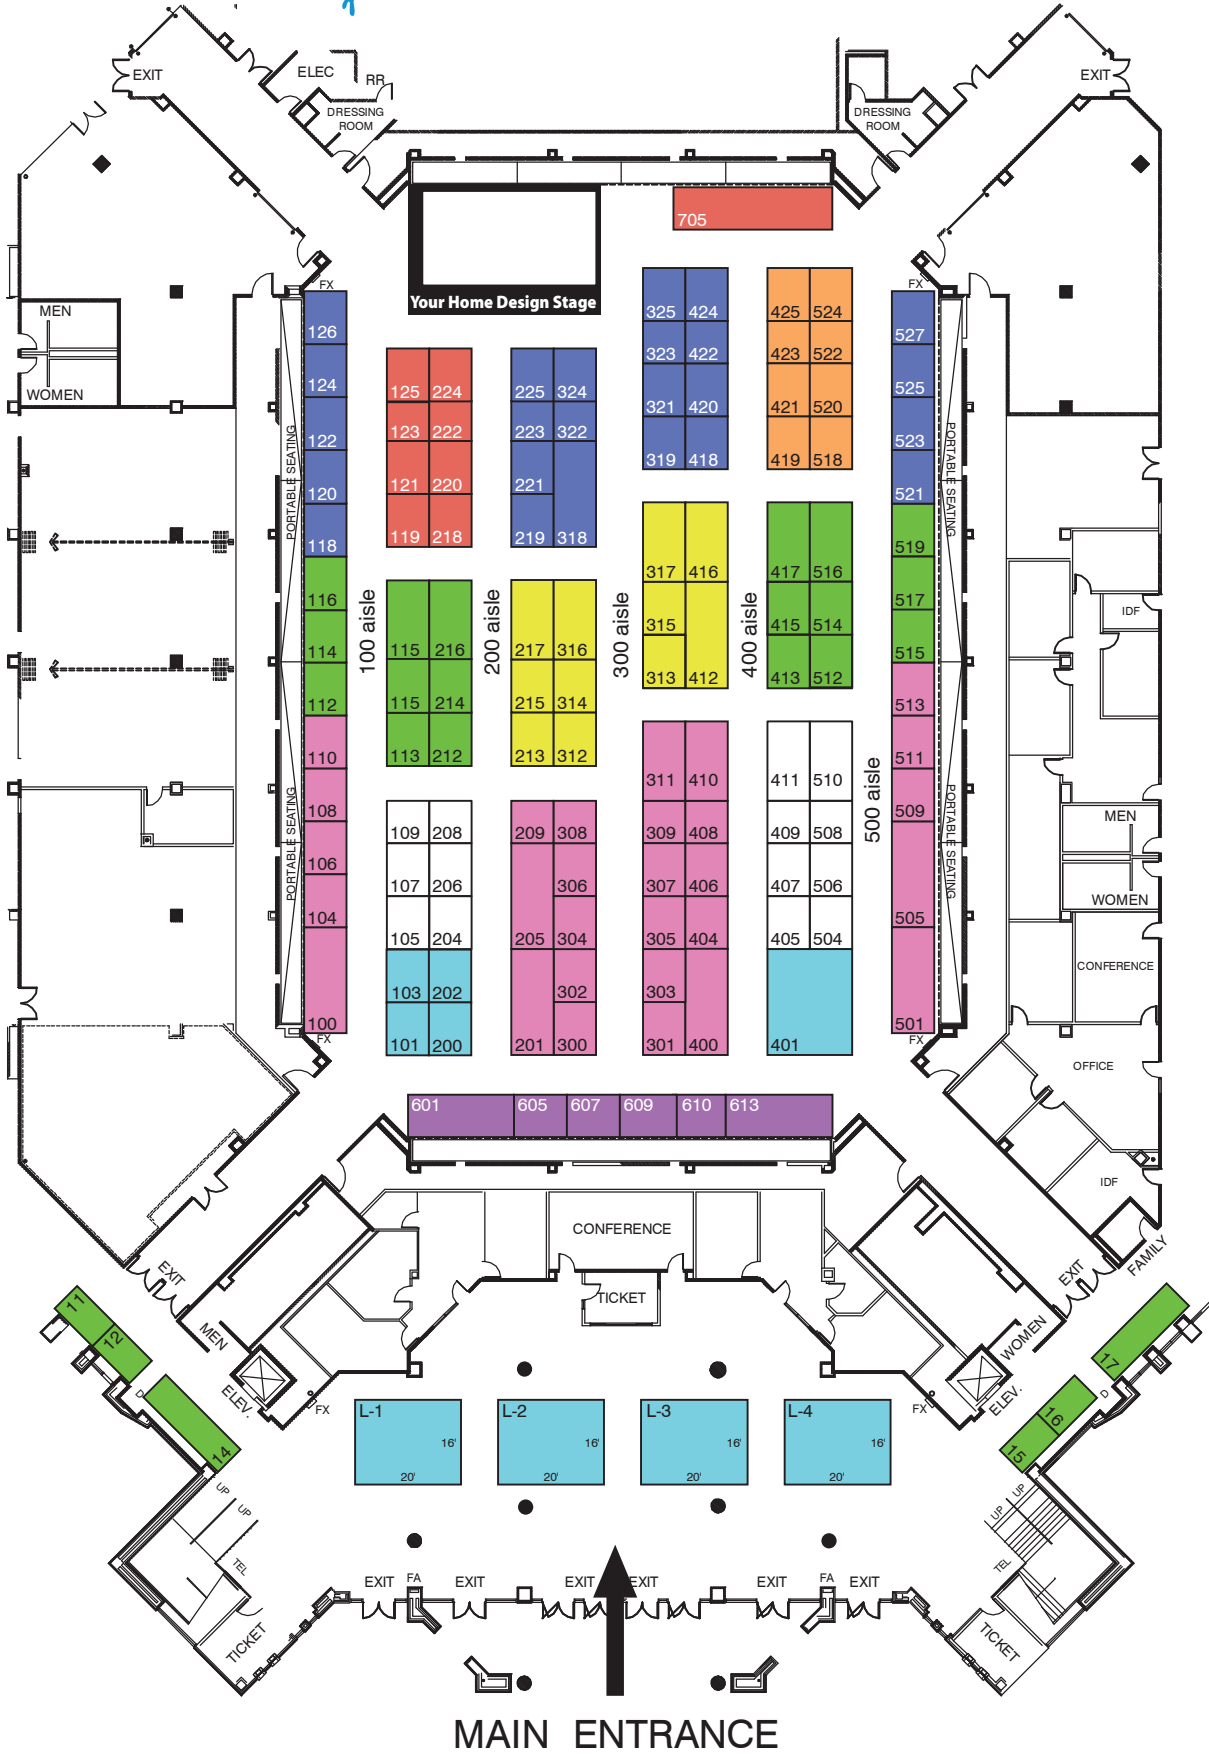 EXIT
ELEC
RR
DRESSING
ROOM
DRESSING
ROOM
EXIT
705
Your Home Design Stage
FX
FX
MEN
WOMEN
126
124
122
120
118
116
114
112
110
108
106
104
100
FX
PORTABLE SEATING
PORTABLE SEATING
100 aisle
125 224
123 222
121 220
119 218
115 216
115 214
113 212
109 208
107 206
105 204
103 202
101 200
200 aisle
225 324
223 322
221
219 318
217 316
215 314
213 312
209 308
306
205 304
302
201 300
300 aisle
325 424
323 422
321 420
319 418
317 416
315
313 412
311 410
309 408
307 406
305 404
303
301 400
400 aisle
425 524
423 522
421 520
419 518
417 516
415 514
413 512
411 510
409 508
407 506
405 504
401
500 aisle
527
525
523
521
519
517
515
513
511
509
505
501
FX
PORTABLE SEATING
PORTABLE SEATING
IDF
MEN
WOMEN
CONFERENCE
OFFICE
IDF
FAMILY
601 605 607 609 610 613
CONFERENCE
TICKET
EXIT
MEN
ELEV.
FX
EXIT
WOMEN
ELEV.
FX
11
12
D
14
17
D
16
15
L-1
16'
20'
L-2
16'
20'
L-3
16'
20'
L-4
16'
20'
UP
UP
TEL
TICKET
UP
UP
TEL
TICKET
EXIT FA EXIT EXIT EXIT EXIT FA EXIT
MAIN ENTRANCE